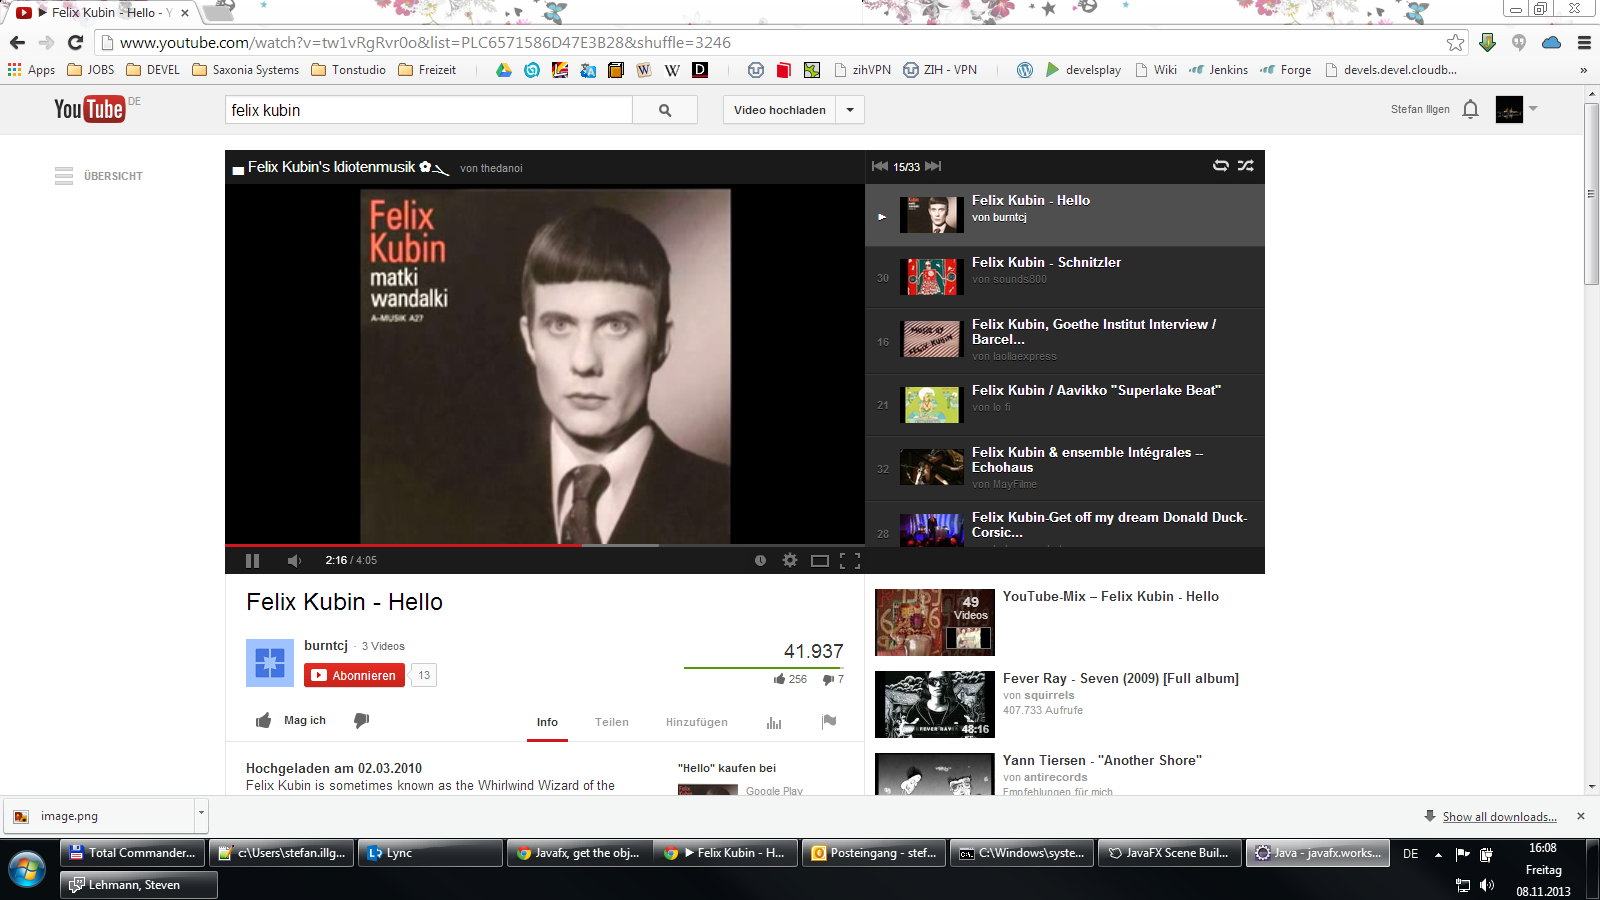 Felix Kubin - Hello - Y
www.youtube.com/watch?v=tw1vRgRvr0o&list=PLC6571586D47E3B28&shuffle=3246
Apps JOBS DEVEL Saxonia Systems Tonstudio Freizeit W W D zihVPN ZIH - VPN develsplay Wiki Jenkins Forge devels.devel.cloudb... »
YouTube DE
felix kubin
Video hochladen
Stefan Illgen
ÜBERSICHT
Felix Kubin's Idiotenmusik von thedanoi
15/33
Felix
Kubin
matki
wandalki
A-MUSIK A27
Felix Kubin - Hello
von burntcj
30
Felix Kubin - Schnitzler
von sounds800
16
MUSIC BY
FELIX KUBIN
Felix Kubin, Goethe Institut Interview /
Barcel...
von laollaexpress
21
Felix Kubin / Aavikko "Superlake Beat"
von lo fi
32
Felix Kubin & ensemble Intégrales --
Echohaus
von MayFilme
28
Felix Kubin-Get off my dream Donald Duck-
Corsic...
2:16 / 4:05
Felix Kubin - Hello
burntcj · 3 Videos
Abonnieren 13
41.937
256 7
Mag ich
Info Teilen Hinzufügen
Hochgeladen am 02.03.2010
Felix Kubin is sometimes known as the Whirlwind Wizard of the
"Hello" kaufen bei
Google Play
49
Videos
YouTube-Mix – Felix Kubin - Hello
FEVER RAY
48:16
Fever Ray - Seven (2009) [Full album]
von squirrels
407.733 Aufrufe
Yann Tiersen - "Another Shore"
von antirecords
Empfehlungen für mich
image.png
Show all downloads...
Total Commander... c:\Users\stefan.illg... Lync Javafx, get the obj... Felix Kubin - H... Posteingang - stef... C:\Windows\syste... JavaFX Scene Buil... Java - javafx.works...
Lehmann, Steven
DE
16:08
Freitag
08.11.2013